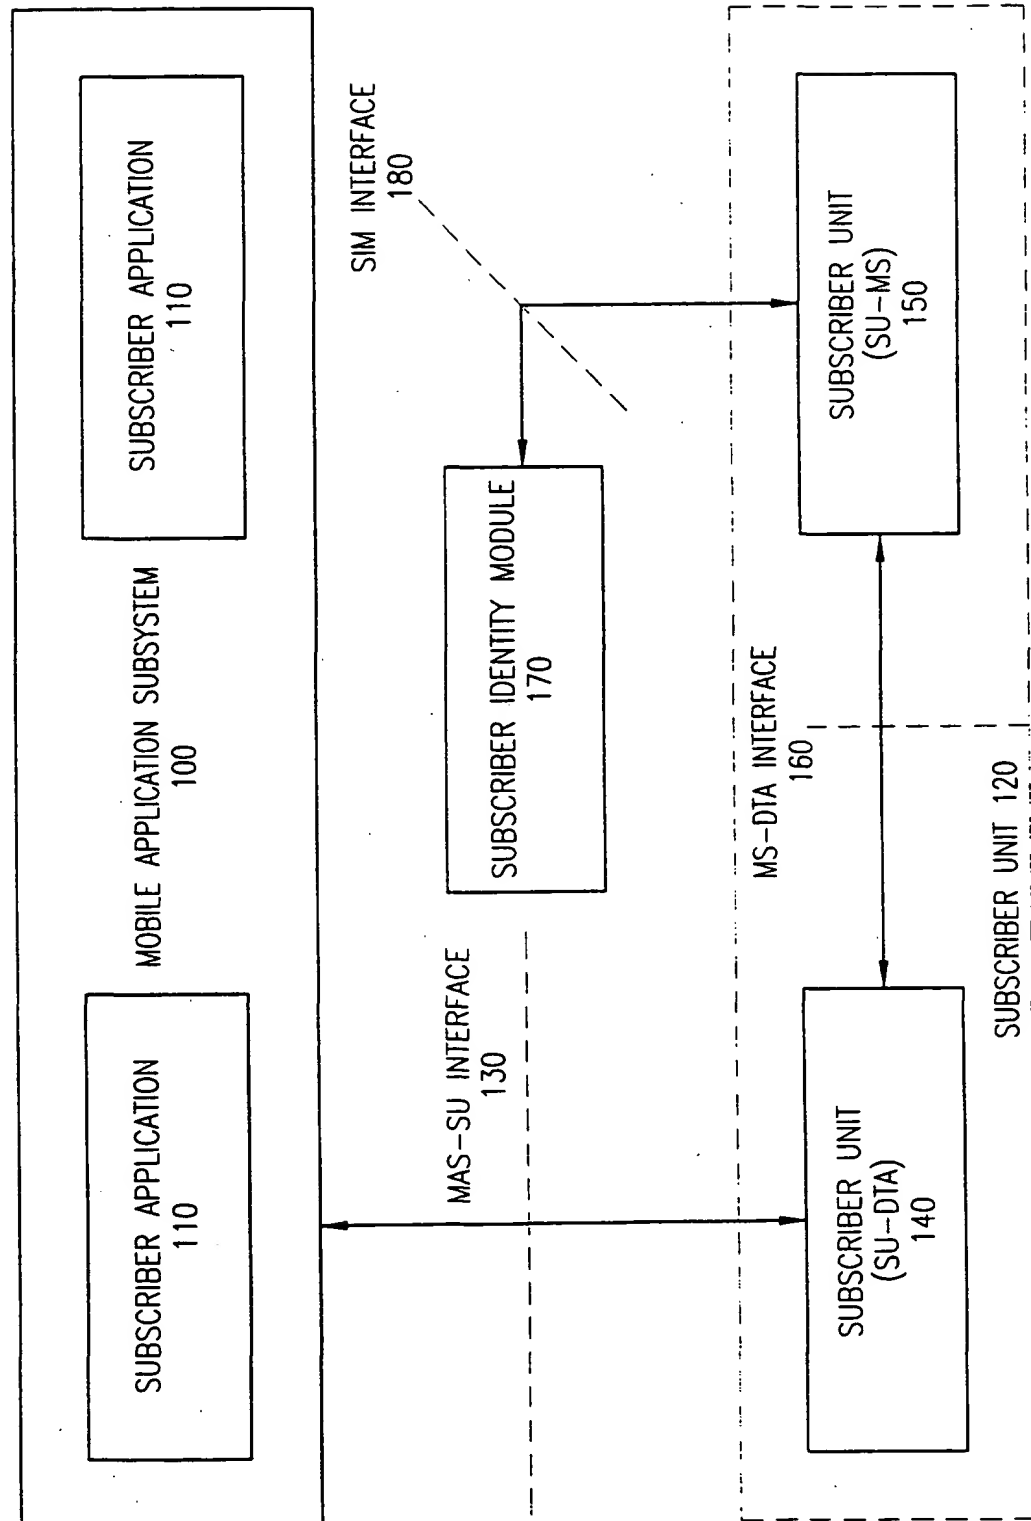 SUBSCRIBER APPLICATION
110
MOBILE APPLICATION SUBSYSTEM
100
SUBSCRIBER APPLICATION
110
MAS-SU INTERFACE
130
SUBSCRIBER IDENTITY MODULE
170
SIM INTERFACE
180
MS-DTA INTERFACE
160
SUBSCRIBER UNIT
(SU-DTA)
140
SUBSCRIBER UNIT
(SU-MS)
150
SUBSCRIBER UNIT 120